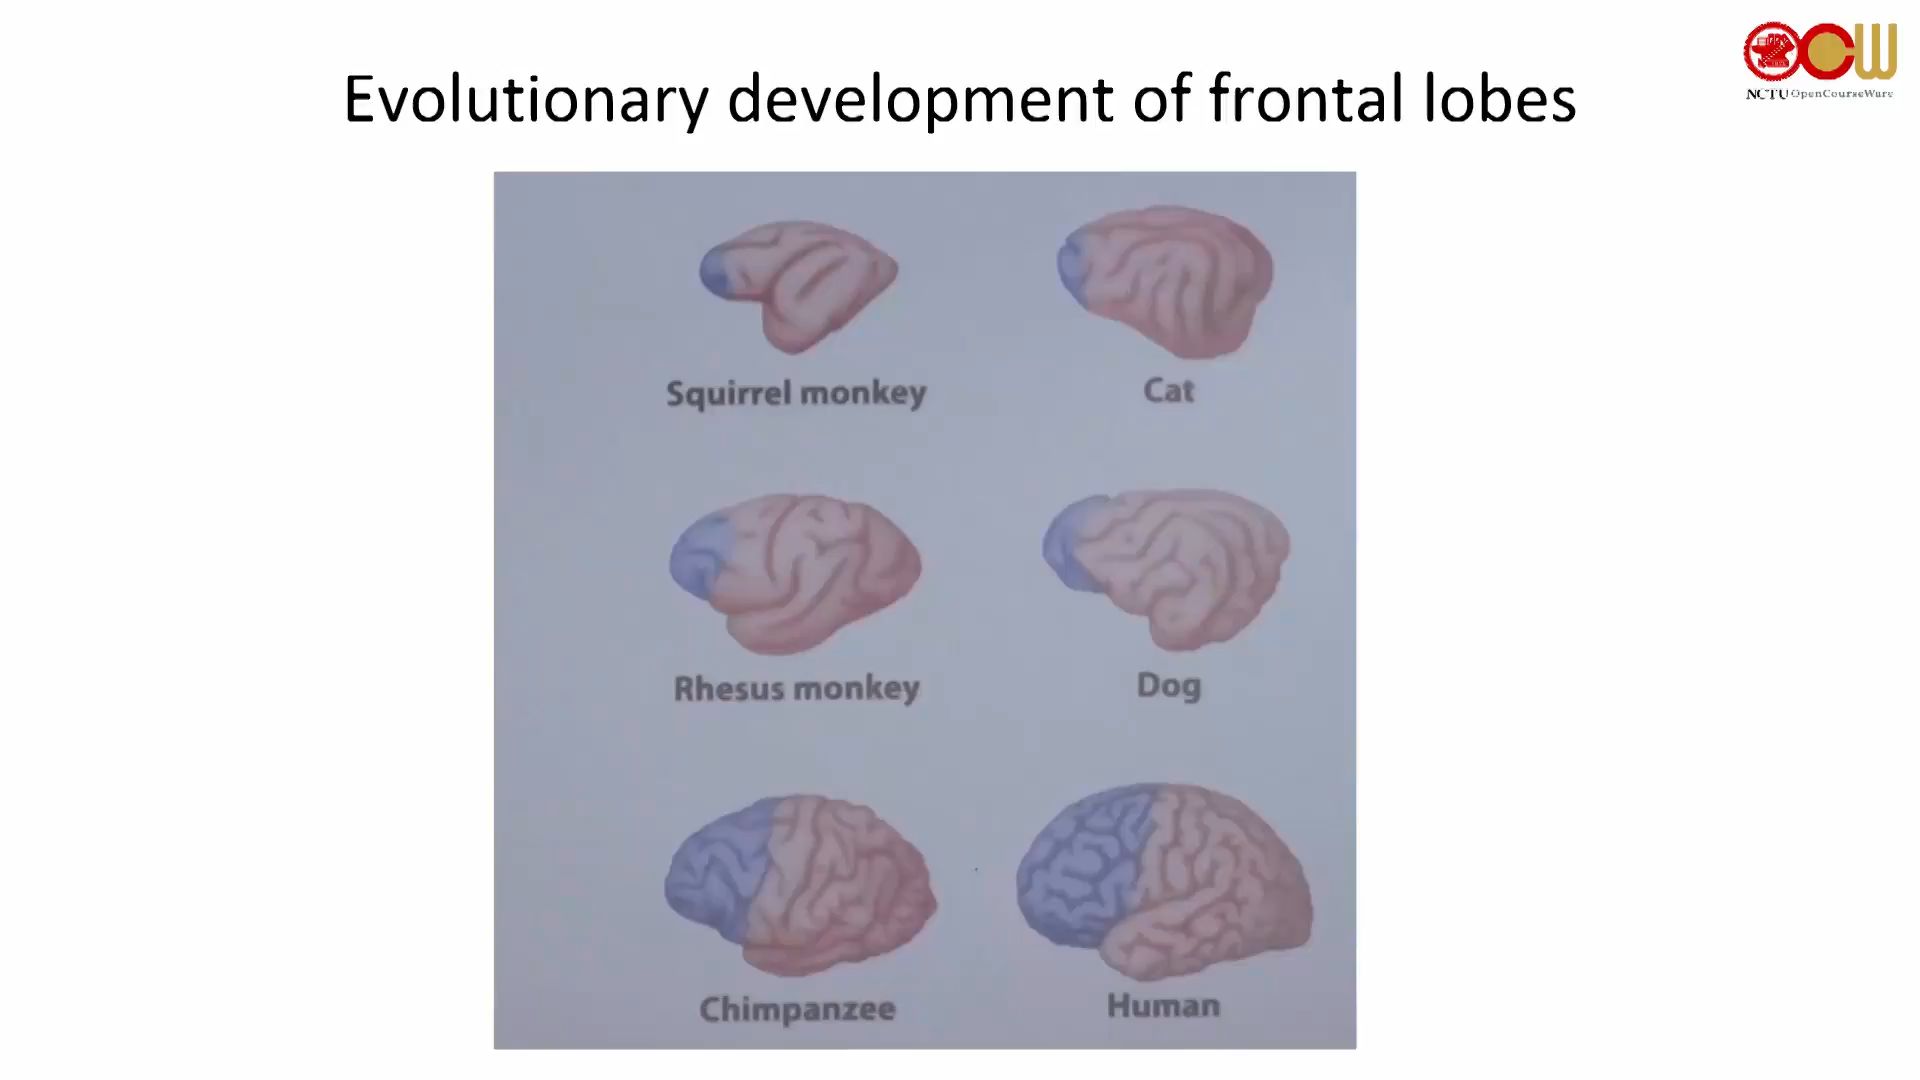 Evolutionary development of frontal lobes
NCTU OpenCourseWare
Squirrel monkey
Cat
Rhesus monkey
Dog
Chimpanzee
Human